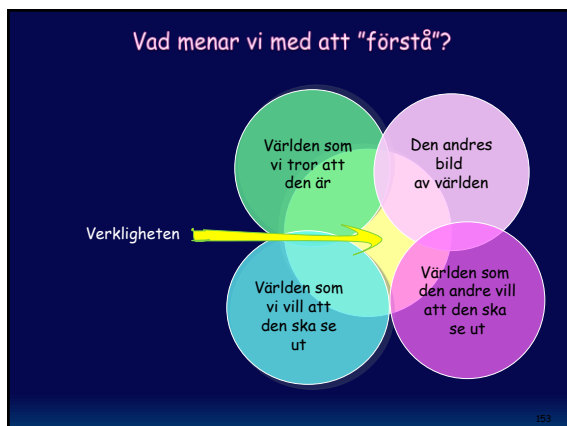 Vad menar vi med att "förstå"?
Världen som
vi tror att
den är
Den andres
bild
av världen
Verkligheten
Världen som
vi vill att
den ska se
ut
Världen som
den andre vill
att den ska
se ut
153